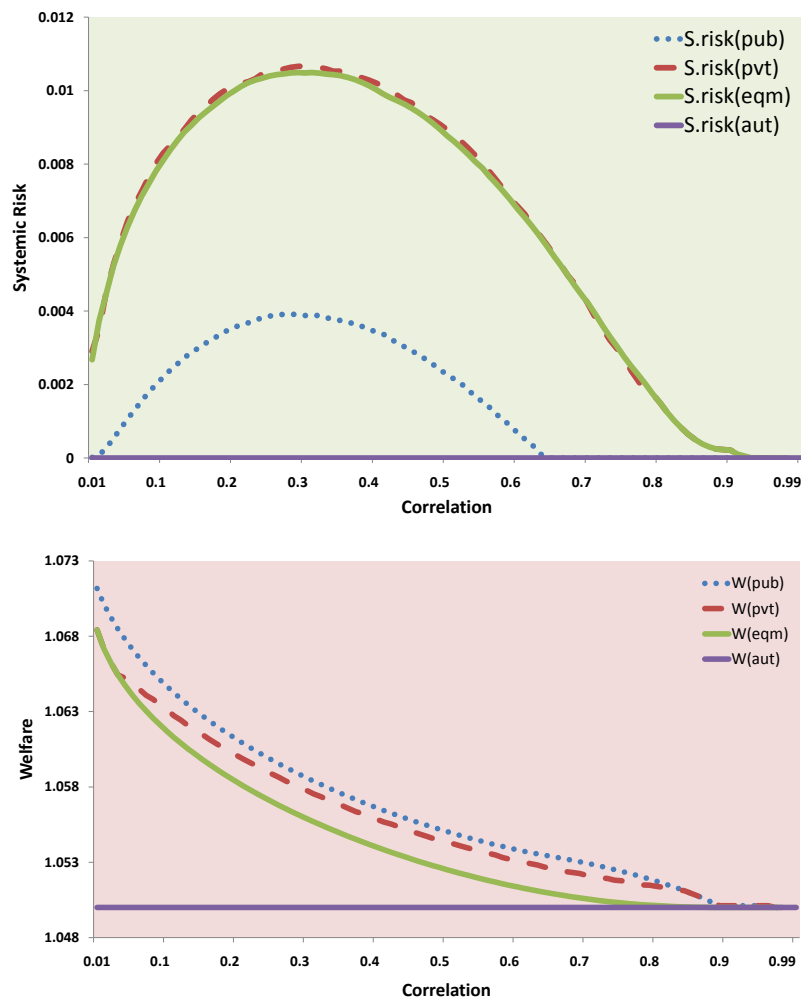 0.012
S.risk(pub)
S.risk(pvt)
S.risk(eqm)
S.risk(aut)
0.01
0.008
0.006
0.004
0.002
0
Systemic Risk
0.01 0.1 0.2 0.3 0.4 0.5 0.6 0.7 0.8 0.9 0.99
Correlation
1.073
W(pub)
W(pvt)
W(eqm)
W(aut)
1.068
1.063
1.058
1.053
1.048
Welfare
0.01 0.1 0.2 0.3 0.4 0.5 0.6 0.7 0.8 0.9 0.99
Correlation